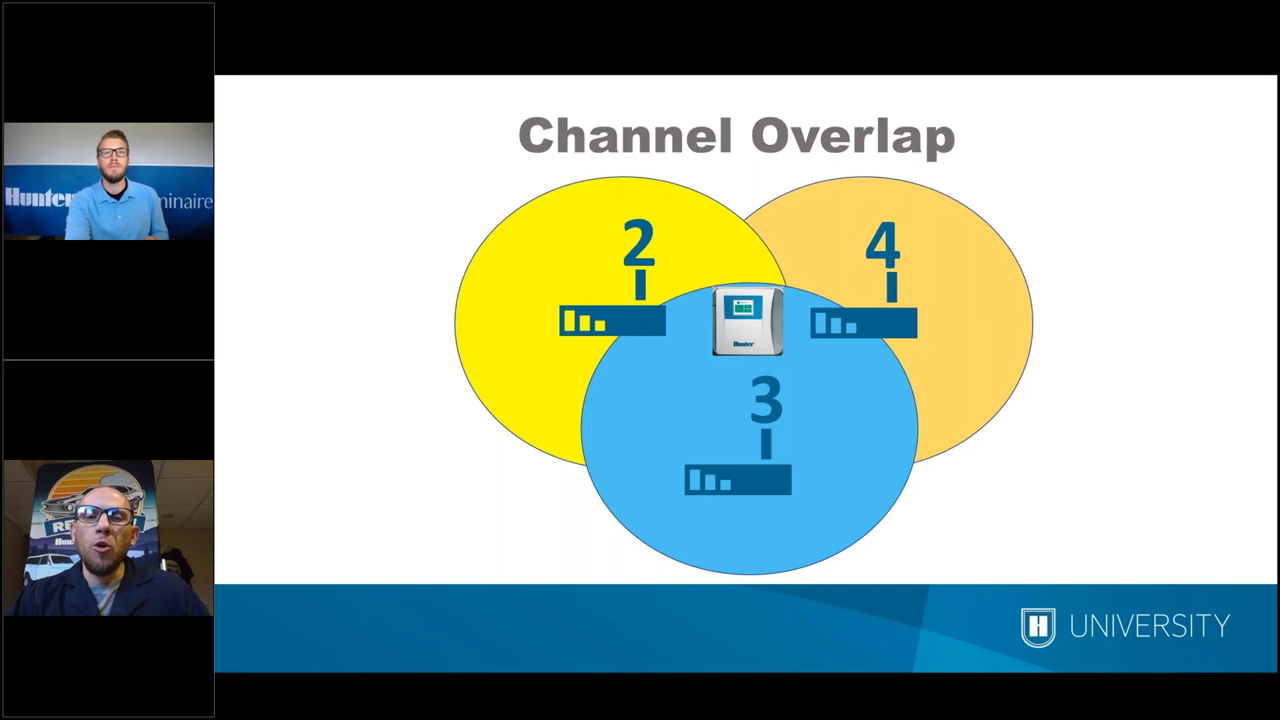 Channel Overlap
2
4
3
Hunter
UNIVERSITY
Hunter
minaire